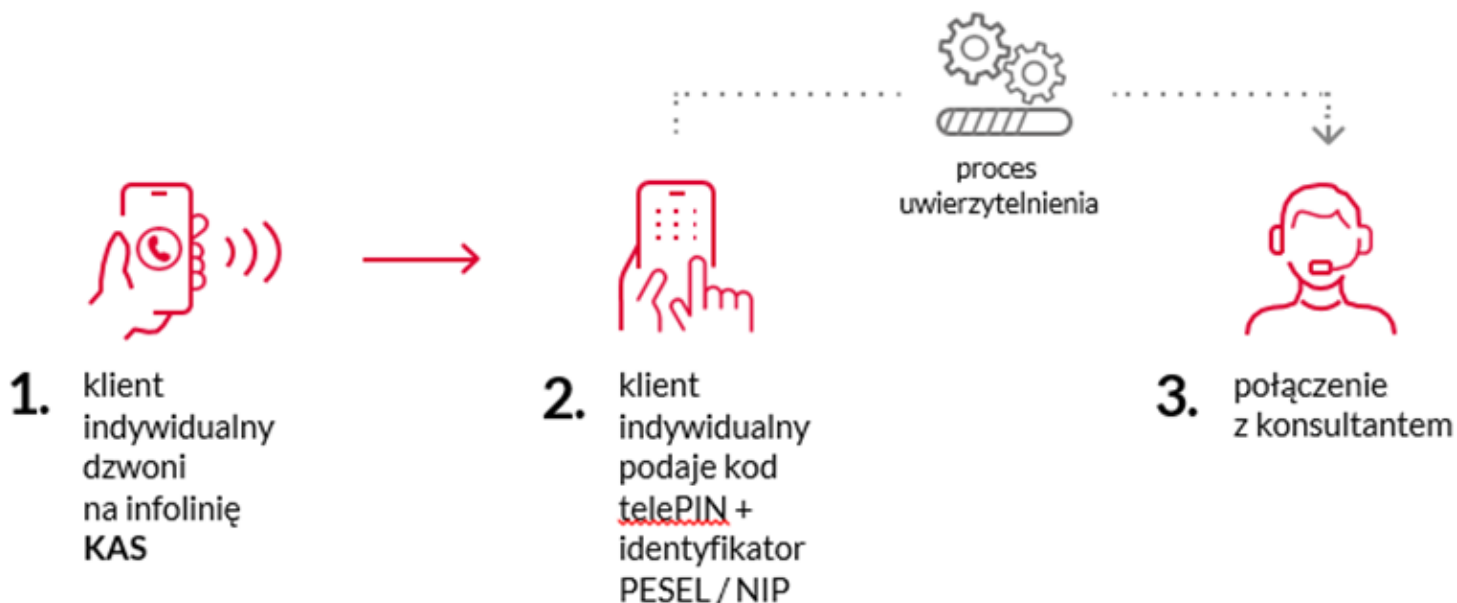 proces
uwierzytelnienia
1.
klient
indywidualny
dzwoni
na infolinię
KAS
2.
klient
indywidualny
podaje kod
telePIN +
identyfikator
PESEL / NIP
3.
połączenie
z konsultantem